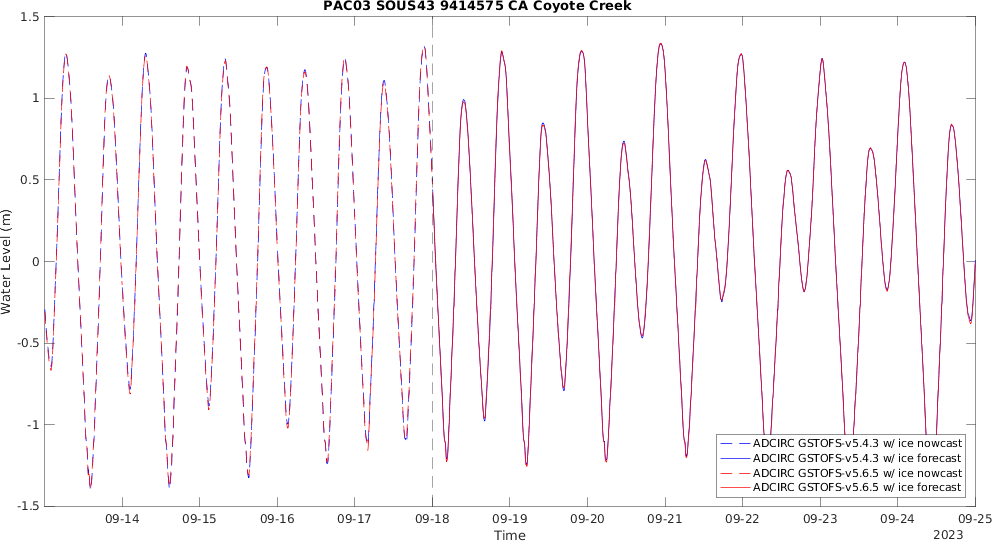 PAC03 SOUS43 9414575 CA Coyote Creek
Water Level (m)
1.5
1
0.5
0
-0.5
-1
-1.5
ADCIRC GSTOFS-v5.4.3 w/ ice nowcast
ADCIRC GSTOFS-v5.4.3 w/ ice forecast
ADCIRC GSTOFS-v5.6.5 w/ ice nowcast
ADCIRC GSTOFS-v5.6.5 w/ ice forecast
09-14 09-15 09-16 09-17 09-18 09-19 09-20 09-21 09-22 09-23 09-24 09-25
Time
2023